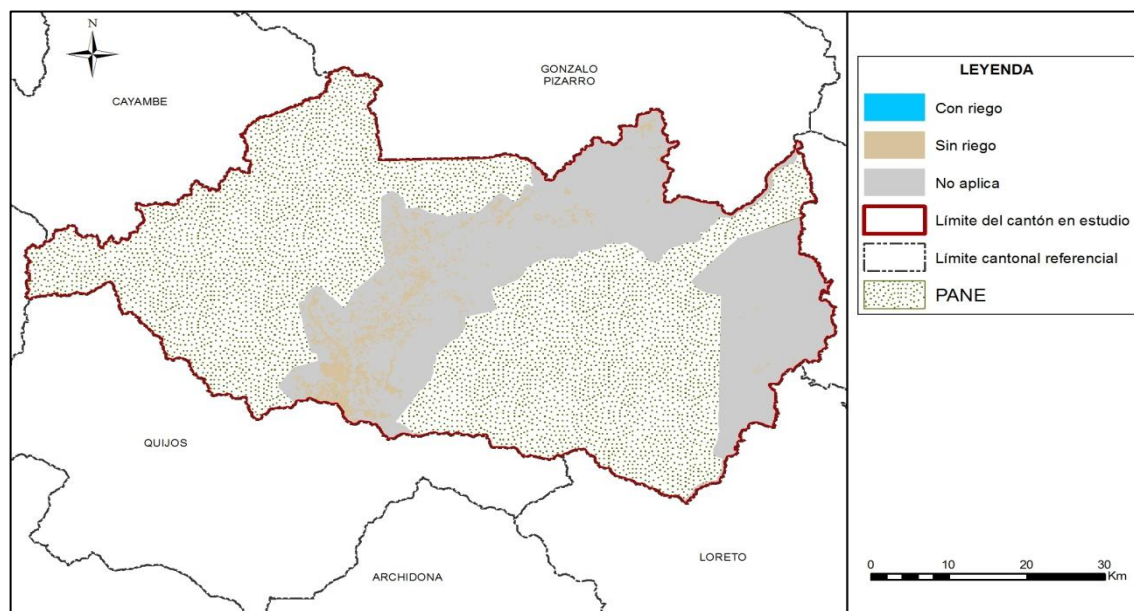 N
CAYAMBE
GONZALO
PIZARRO
QUIJOS
ARCHIDONA
LORETO
LEYENDA
Con riego
Sin riego
No aplica
Límite del cantón en estudio
Límite cantonal referencial
PANE
0 10 20 30
Km